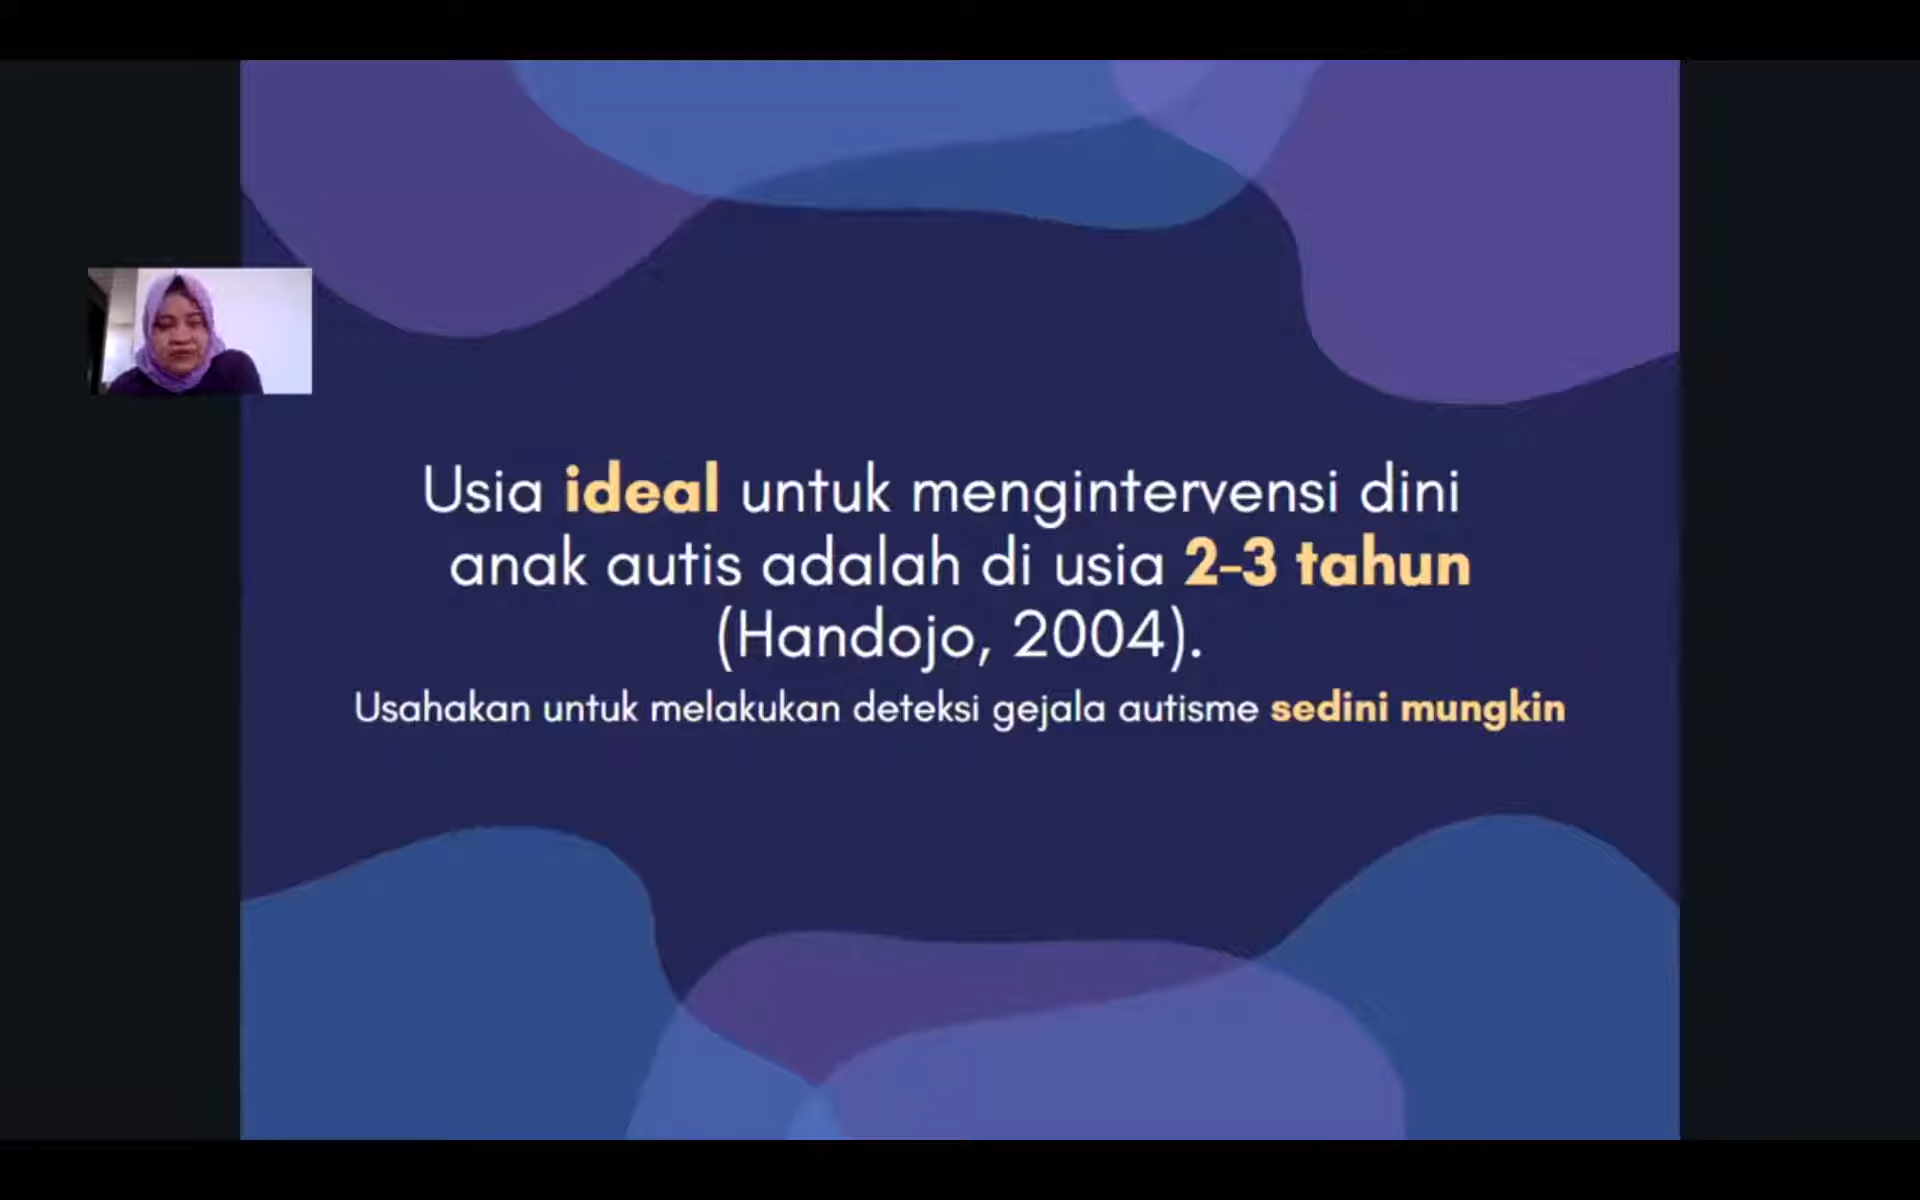 Usia ideal untuk mengintervensi dini
anak autis adalah di usia 2-3 tahun
(Handojo, 2004).
Usahakan untuk melakukan deteksi gejala autisme sedini mungkin